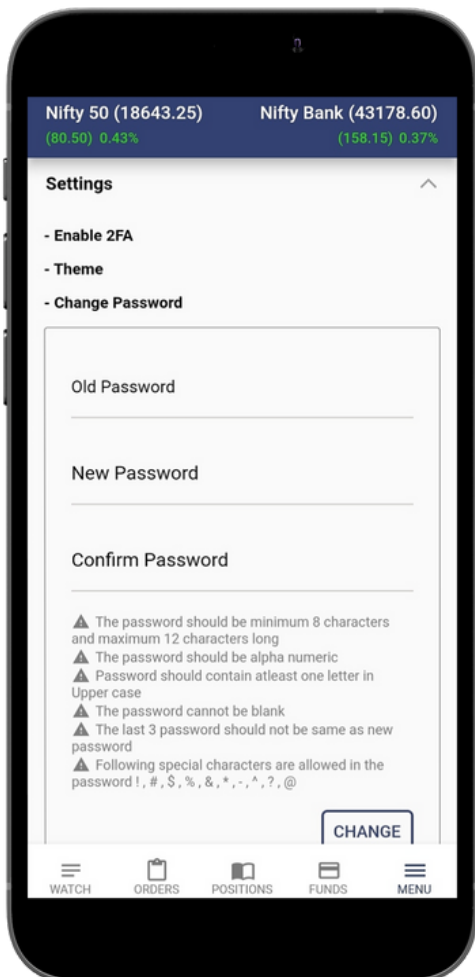 Nifty 50 (18643.25) Nifty Bank (43178.60)
(80.50) 0.43% (158.15) 0.37%
Settings
- Enable 2FA
- Theme
- Change Password
Old Password
New Password
Confirm Password
The password should be minimum 8 characters
and maximum 12 characters long
The password should be alpha numeric
Password should contain atleast one letter in
Upper case
The password cannot be blank
The last 3 password should not be same as new
password
Following special characters are allowed in the
password ! , # , $ , % , & , * , - , ^ , ? , @
CHANGE
WATCH ORDERS POSITIONS FUNDS MENU